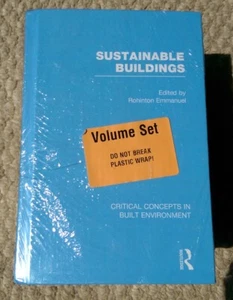 SUSTAINABLE
BUILDINGS
Edited by
Rohinton Emmanuel
Volume Set
DO NOT BREAK
PLASTIC WRAP!
CRITICAL CONCEPTS IN
BUILT ENVIRONMENT
R